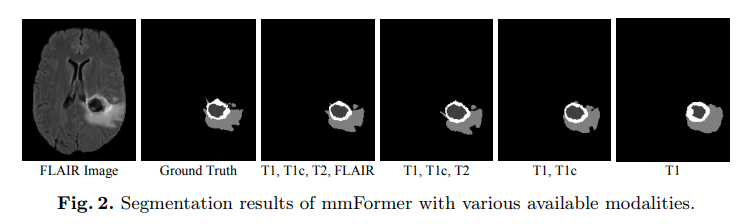 FLAIR Image Ground Truth T1, T1c, T2, FLAIR T1, T1c, T2 T1, T1c T1
Fig. 2. Segmentation results of mmFormer with various available modalities.